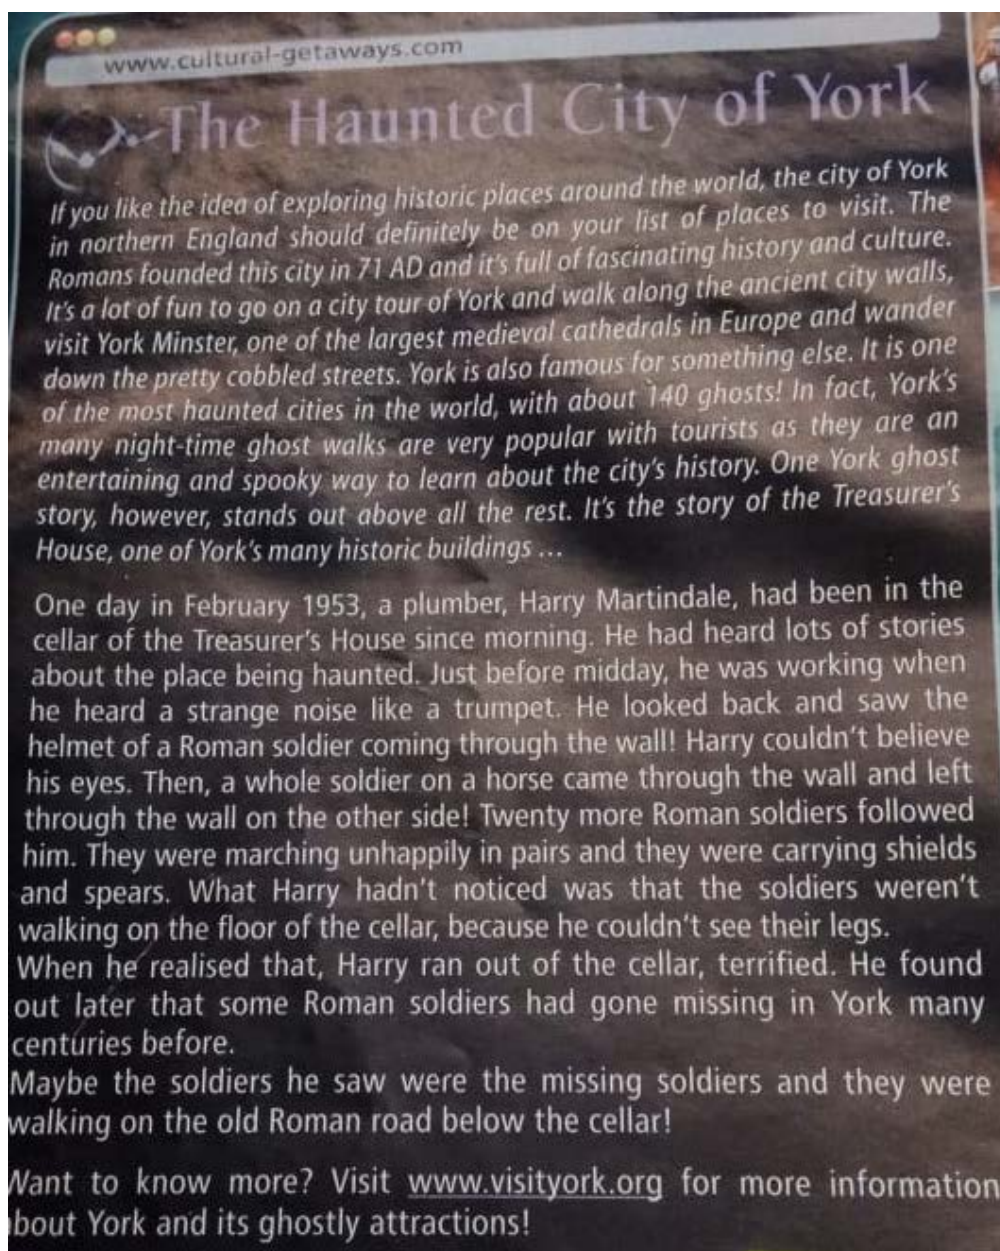 www.cultural-getaways.com
The Haunted City of York
If you like the idea of exploring historic places around the world, the city of York
in northern England should definitely be on your list of places to visit. The
Romans founded this city in 71 AD and it's full of fascinating history and culture.
It's a lot of fun to go on a city tour of York and walk along the ancient city walls,
visit York Minster, one of the largest medieval cathedrals in Europe and wander
down the pretty cobbled streets. York is also famous for something else. It is one
of the most haunted cities in the world, with about 140 ghosts! In fact, York's
many night-time ghost walks are very popular with tourists as they are an
entertaining and spooky way to learn about the city's history. One York ghost
story, however, stands out above all the rest. It's the story of the Treasurer's
House, one of York's many historic buildings ...
One day in February 1953, a plumber, Harry Martindale, had been in the
cellar of the Treasurer's House since morning. He had heard lots of stories
about the place being haunted. Just before midday, he was working when
he heard a strange noise like a trumpet. He looked back and saw the
helmet of a Roman soldier coming through the wall! Harry couldn't believe
his eyes. Then, a whole soldier on a horse came through the wall and left
through the wall on the other side! Twenty more Roman soldiers followed
him. They were marching unhappily in pairs and they were carrying shields
and spears. What Harry hadn't noticed was that the soldiers weren't
walking on the floor of the cellar, because he couldn't see their legs.
When he realised that, Harry ran out of the cellar, terrified. He found
out later that some Roman soldiers had gone missing in York many
centuries before.
Maybe the soldiers he saw were the missing soldiers and they were
walking on the old Roman road below the cellar!
Want to know more? Visit www.visityork.org for more information
about York and its ghostly attractions!